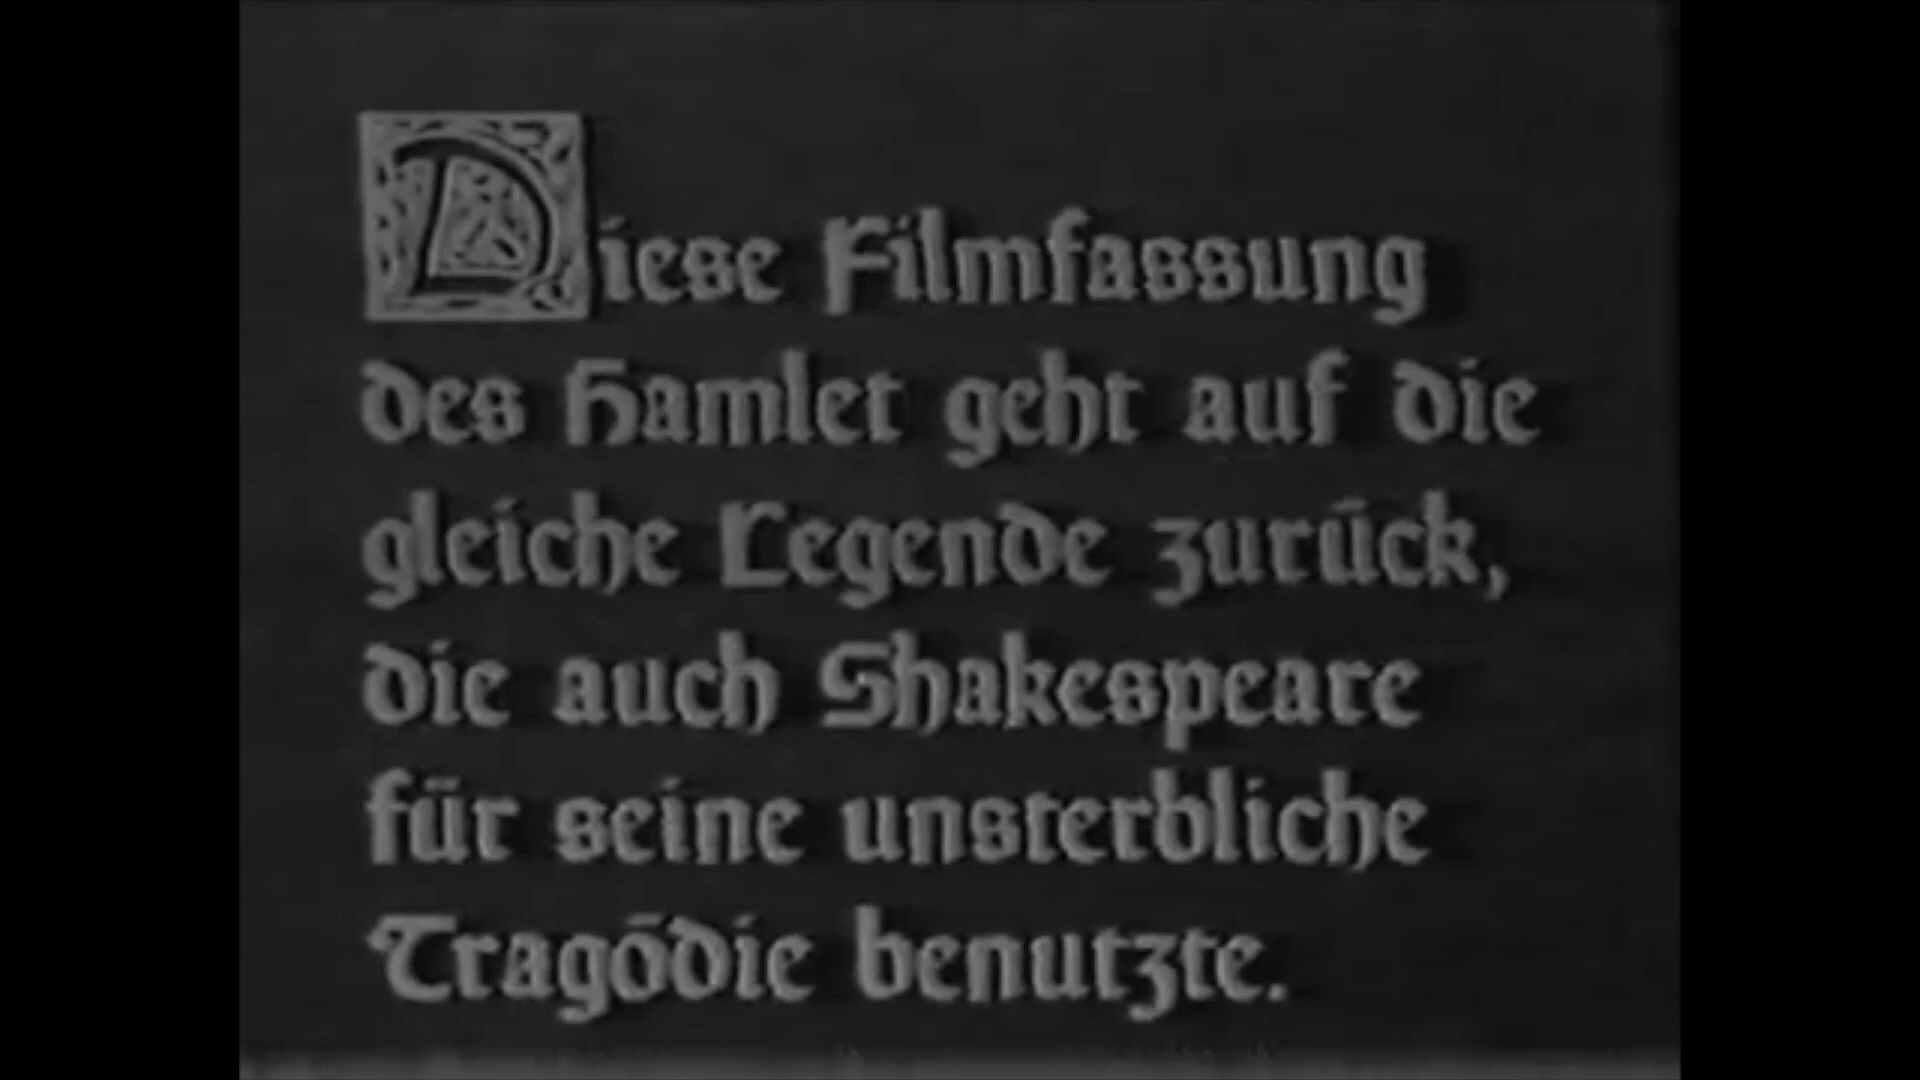 Diese Filmfassung
des Hamlet geht auf die
gleiche Legende zurück,
die auch Shakespeare
für seine unsterbliche
Tragödie benutzte.